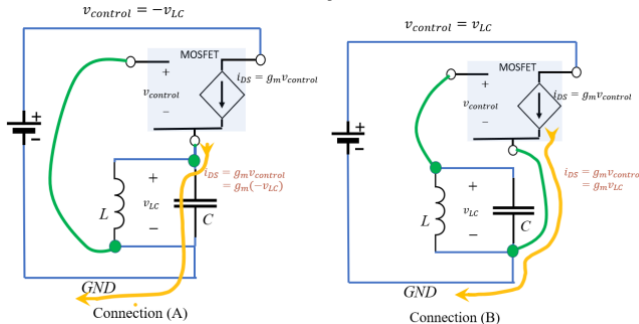 v_control = −v_LC
MOSFET
+
v_control
−
i_DS = g_m v_control
+
−
i_DS = g_m v_control
= g_m(−v_LC)
+
L
v_LC
C
−
GND
Connection (A)
v_control = v_LC
MOSFET
+
v_control
−
i_DS = g_m v_control
+
−
i_DS = g_m v_control
= g_m v_LC
+
L
v_LC
C
−
GND
Connection (B)